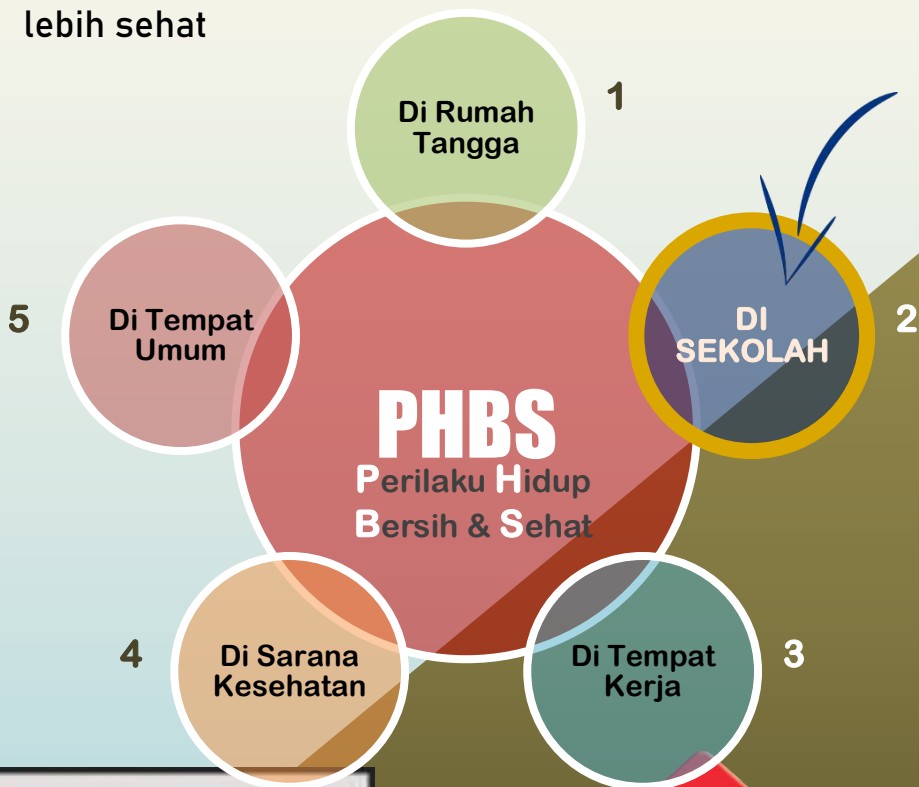 lebih sehat
Di Rumah
Tangga
1
DI
SEKOLAH
2
Di Tempat
Kerja
3
Di Sarana
Kesehatan
4
Di Tempat
Umum
5
PHBS
Perilaku Hidup
Bersih & Sehat